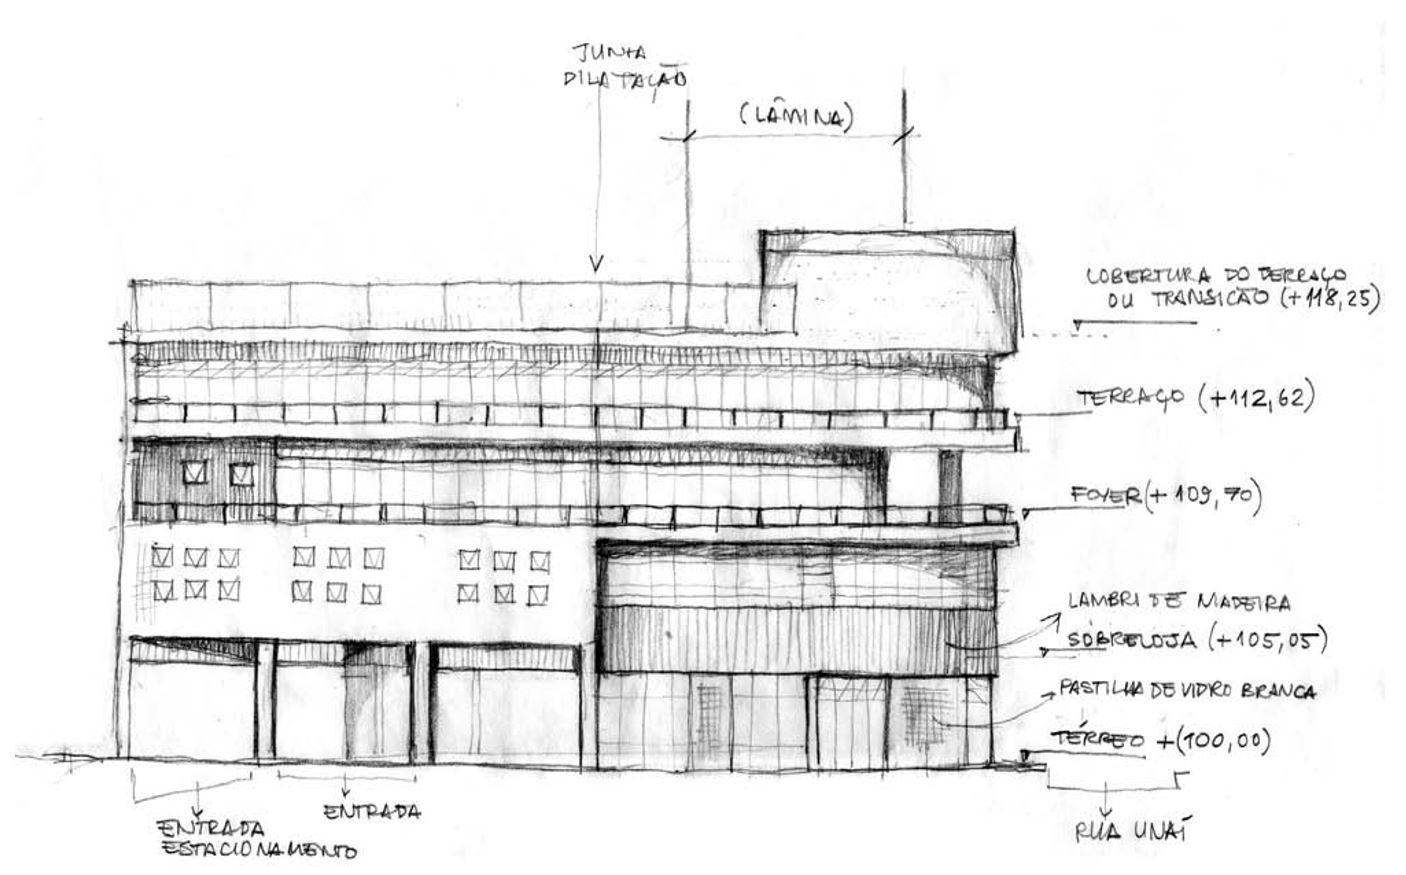 JUNTA
DILATAÇÃO
(LÂMINA)
COBERTURA DO TERRAÇO
OU TRANSICÃO (+118,25)
TERRAÇO (+112,62)
FOYER (+109,70)
LAMBRI DE MADEIRA
SOBRELOJA (+105,05)
PASTILHA DE VIDRO BRANCA
TÉRREO +(100,00)
ENTRADA
ESTACIONAMENTO
ENTRADA
RUA UNAÍ